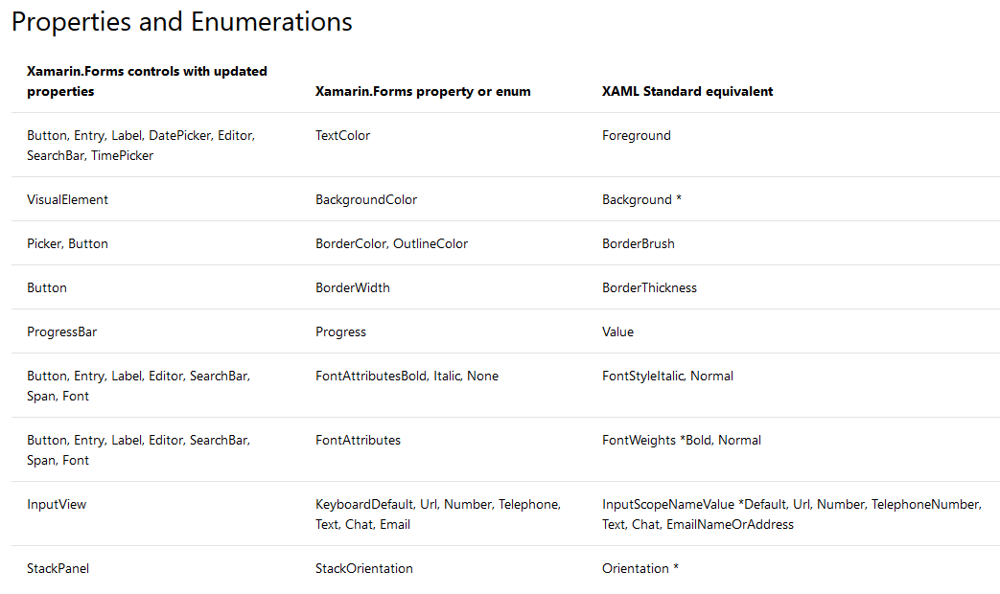 Properties and Enumerations
Xamarin.Forms controls with updated
properties
Xamarin.Forms property or enum
XAML Standard equivalent
Button, Entry, Label, DatePicker, Editor,
SearchBar, TimePicker
TextColor
Foreground
VisualElement
BackgroundColor
Background *
Picker, Button
BorderColor, OutlineColor
BorderBrush
Button
BorderWidth
BorderThickness
ProgressBar
Progress
Value
Button, Entry, Label, Editor, SearchBar,
Span, Font
FontAttributesBold, Italic, None
FontStyleItalic, Normal
Button, Entry, Label, Editor, SearchBar,
Span, Font
FontAttributes
FontWeights *Bold, Normal
InputView
KeyboardDefault, Url, Number, Telephone,
Text, Chat, Email
InputScopeNameValue *Default, Url, Number, TelephoneNumber,
Text, Chat, EmailNameOrAddress
StackPanel
StackOrientation
Orientation *